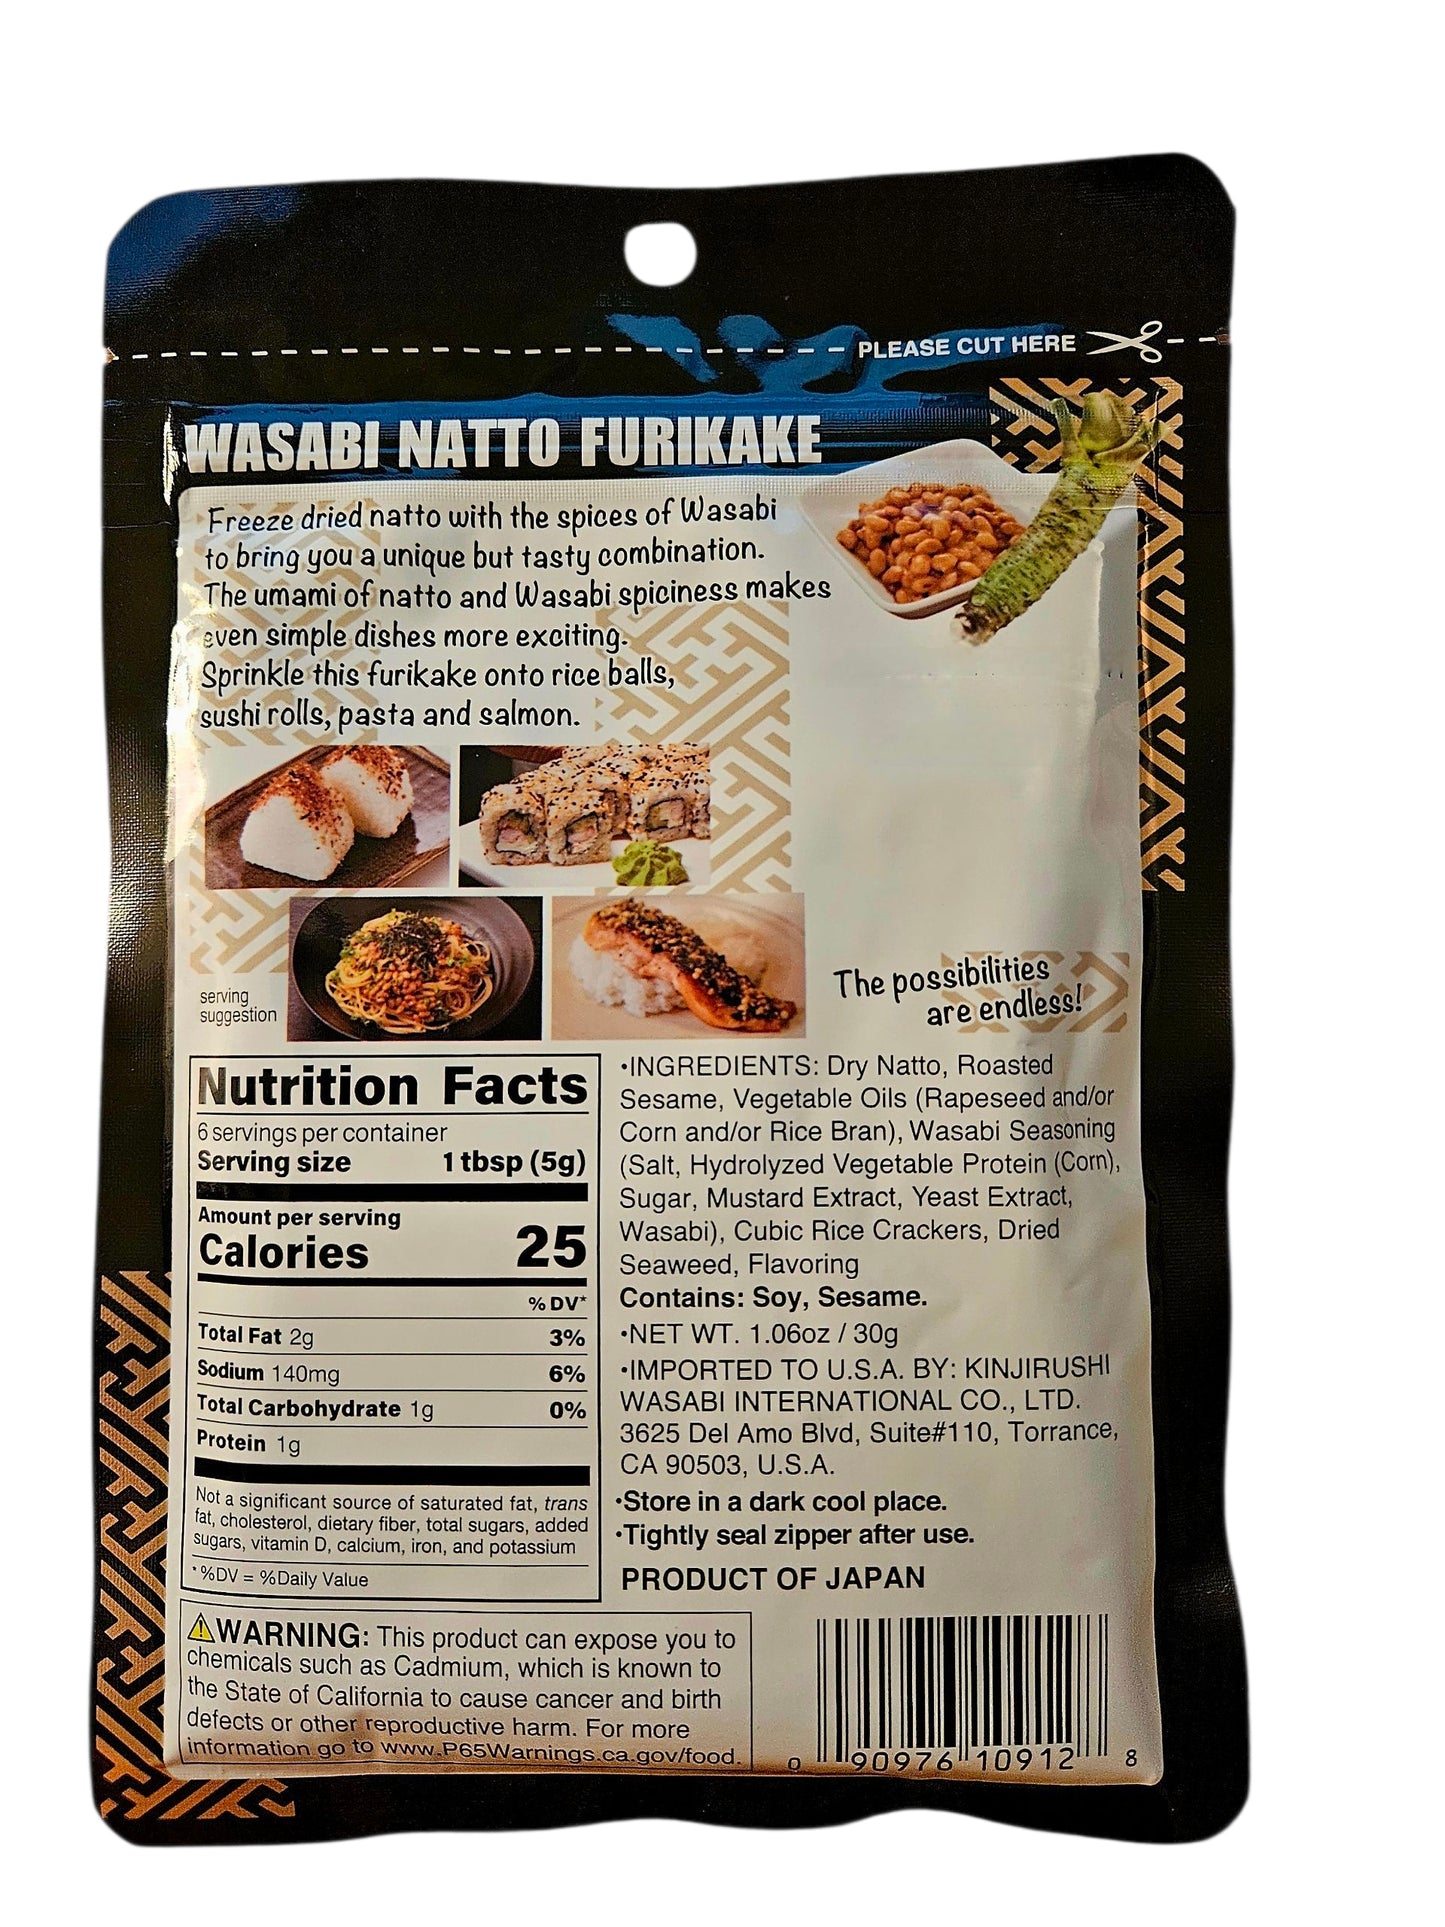 PLEASE CUT HERE
WASABI NATTO FURIKAKE
Freeze dried natto with the spices of Wasabi
to bring you a unique but tasty combination.
The umami of natto and Wasabi spiciness makes
even simple dishes more exciting.
Sprinkle this furikake onto rice balls,
sushi rolls, pasta and salmon.
serving
suggestion
The possibilities
are endless!
Nutrition Facts
6 servings per container
Serving size 1 tbsp (5g)
Amount per serving
Calories 25
% DV*
Total Fat 2g 3%
Sodium 140mg 6%
Total Carbohydrate 1g 0%
Protein 1g
Not a significant source of saturated fat, trans
fat, cholesterol, dietary fiber, total sugars, added
sugars, vitamin D, calcium, iron, and potassium
*%DV = %Daily Value
•INGREDIENTS: Dry Natto, Roasted
Sesame, Vegetable Oils (Rapeseed and/or
Corn and/or Rice Bran), Wasabi Seasoning
(Salt, Hydrolyzed Vegetable Protein (Corn),
Sugar, Mustard Extract, Yeast Extract,
Wasabi), Cubic Rice Crackers, Dried
Seaweed, Flavoring
Contains: Soy, Sesame.
•NET WT. 1.06oz / 30g
•IMPORTED TO U.S.A. BY: KINJIRUSHI
WASABI INTERNATIONAL CO., LTD.
3625 Del Amo Blvd, Suite#110, Torrance,
CA 90503, U.S.A.
•Store in a dark cool place.
•Tightly seal zipper after use.
PRODUCT OF JAPAN
⚠WARNING: This product can expose you to
chemicals such as Cadmium, which is known to
the State of California to cause cancer and birth
defects or other reproductive harm. For more
information go to www.P65Warnings.ca.gov/food.
0 90976 10912 8